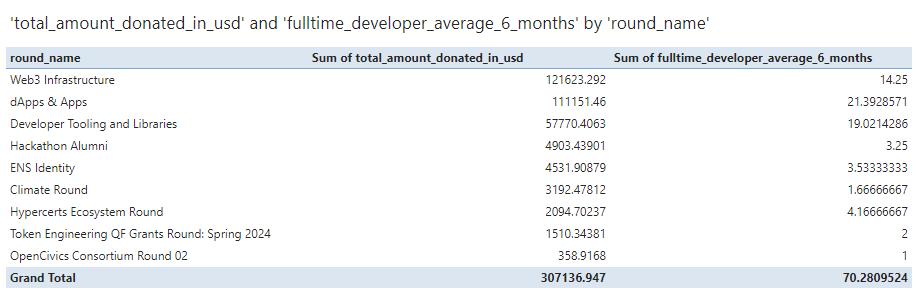 'total_amount_donated_in_usd' and 'fulltime_developer_average_6_months' by 'round_name'
round_name Sum of total_amount_donated_in_usd Sum of fulltime_developer_average_6_months
Web3 Infrastructure 121623.292 14.25
dApps & Apps 111151.46 21.3928571
Developer Tooling and Libraries 57770.4063 19.0214286
Hackathon Alumni 4903.43901 3.25
ENS Identity 4531.90879 3.53333333
Climate Round 3192.47812 1.66666667
Hypercerts Ecosystem Round 2094.70237 4.16666667
Token Engineering QF Grants Round: Spring 2024 1510.34381 2
OpenCivics Consortium Round 02 358.9168 1
Grand Total 307136.947 70.2809524